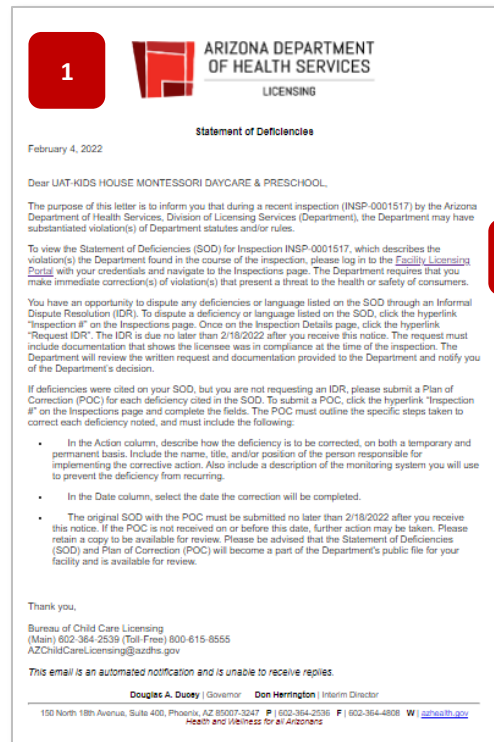 1
ARIZONA DEPARTMENT
OF HEALTH SERVICES
LICENSING
Statement of Deficiencies
February 4, 2022
Dear UAT-KIDS HOUSE MONTESSORI DAYCARE & PRESCHOOL,
The purpose of this letter is to inform you that during a recent inspection (INSP-0001517) by the Arizona
Department of Health Services, Division of Licensing Services (Department), the Department may have
substantiated violation(s) of Department statutes and/or rules.
To view the Statement of Deficiencies (SOD) for Inspection INSP-0001517, which describes the
violation(s) the Department found in the course of the inspection, please log in to the Facility Licensing
Portal with your credentials and navigate to the Inspections page. The Department requires that you
make immediate correction(s) of violation(s) that present a threat to the health or safety of consumers.
You have an opportunity to dispute any deficiencies or language listed on the SOD through an Informal
Dispute Resolution (IDR). To dispute a deficiency or language listed on the SOD, click the hyperlink
“Inspection #” on the Inspections page. Once on the Inspection Details page, click the hyperlink
“Request IDR”. The IDR is due no later than 2/18/2022 after you receive this notice. The request must
include documentation that shows the licensee was in compliance at the time of the inspection. The
Department will review the written request and documentation provided to the Department and notify you
of the Department's decision.
If deficiencies were cited on your SOD, but you are not requesting an IDR, please submit a Plan of
Correction (POC) for each deficiency cited in the SOD. To submit a POC, click the hyperlink “Inspection
#” on the Inspections page and complete the fields. The POC must outline the specific steps taken to
correct each deficiency noted, and must include the following:
• In the Action column, describe how the deficiency is to be corrected, on both a temporary and
permanent basis. Include the name, title, and/or position of the person responsible for
implementing the corrective action. Also include a description of the monitoring system you will use
to prevent the deficiency from recurring.
• In the Date column, select the date the correction will be completed.
• The original SOD with the POC must be submitted no later than 2/18/2022 after you receive
this notice. If the POC is not received on or before this date, further action may be taken. Please
retain a copy to be available for review. Please be advised that the Statement of Deficiencies
(SOD) and Plan of Correction (POC) will become a part of the Department's public file for your
facility and is available for review.
Thank you,
Bureau of Child Care Licensing
(Main) 602-364-2539 (Toll-Free) 800-615-8555
AZChildCareLicensing@azdhs.gov
This email is an automated notification and is unable to receive replies.
Douglas A. Ducey | Governor Don Herrington | Interim Director
150 North 18th Avenue, Suite 400, Phoenix, AZ 85007-3247 P | 602-364-2536 F | 602-364-4808 W | azhealth.gov
Health and Wellness for all Arizonans